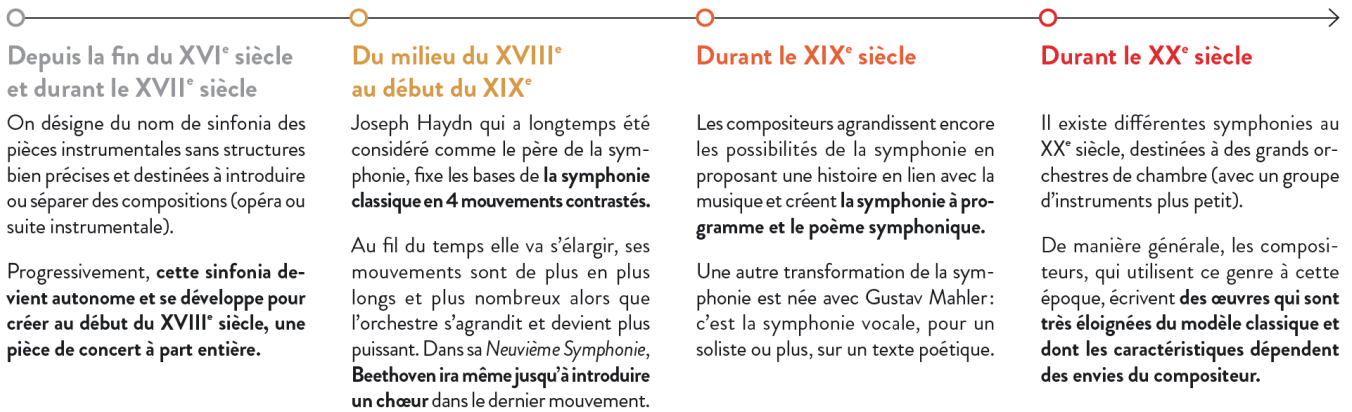 Depuis la fin du XVIe siècle
et durant le XVIIe siècle
On désigne du nom de sinfonia des
pièces instrumentales sans structures
bien précises et destinées à introduire
ou séparer des compositions (opéra ou
suite instrumentale).
Progressivement, cette sinfonia de-
vient autonome et se développe pour
créer au début du XVIIIe siècle, une
pièce de concert à part entière.
Du milieu du XVIIIe
au début du XIXe
Joseph Haydn qui a longtemps été
considéré comme le père de la sym-
phonie, fixe les bases de la symphonie
classique en 4 mouvements contrastés.
Au fil du temps elle va s’élargir, ses
mouvements sont de plus en plus
longs et plus nombreux alors que
l’orchestre s’agrandit et devient plus
puissant. Dans sa Neuvième Symphonie,
Beethoven ira même jusqu’à introduire
un chœur dans le dernier mouvement.
Durant le XIXe siècle
Les compositeurs agrandissent encore
les possibilités de la symphonie en
proposant une histoire en lien avec la
musique et créent la symphonie à pro-
gramme et le poème symphonique.
Une autre transformation de la sym-
phonie est née avec Gustav Mahler :
c’est la symphonie vocale, pour un
soliste ou plus, sur un texte poétique.
Durant le XXe siècle
Il existe différentes symphonies au
XXe siècle, destinées à des grands or-
chestres de chambre (avec un groupe
d’instruments plus petit).
De manière générale, les composi-
teurs, qui utilisent ce genre à cette
époque, écrivent des œuvres qui sont
très éloignées du modèle classique et
dont les caractéristiques dépendent
des envies du compositeur.